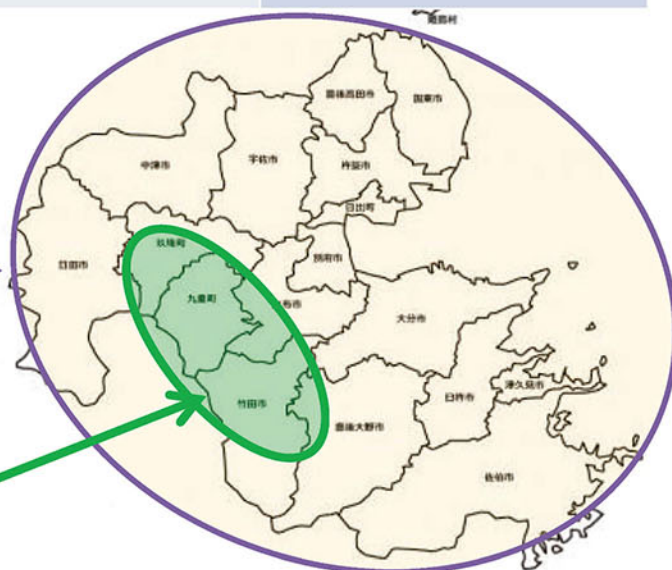 姫島村
豊後高田市
国東市
中津市
宇佐市
杵築市
日出町
玖珠町
別府市
日田市
九重町
布市
大分市
竹田市
臼杵市
津久見市
豊後大野市
佐伯市